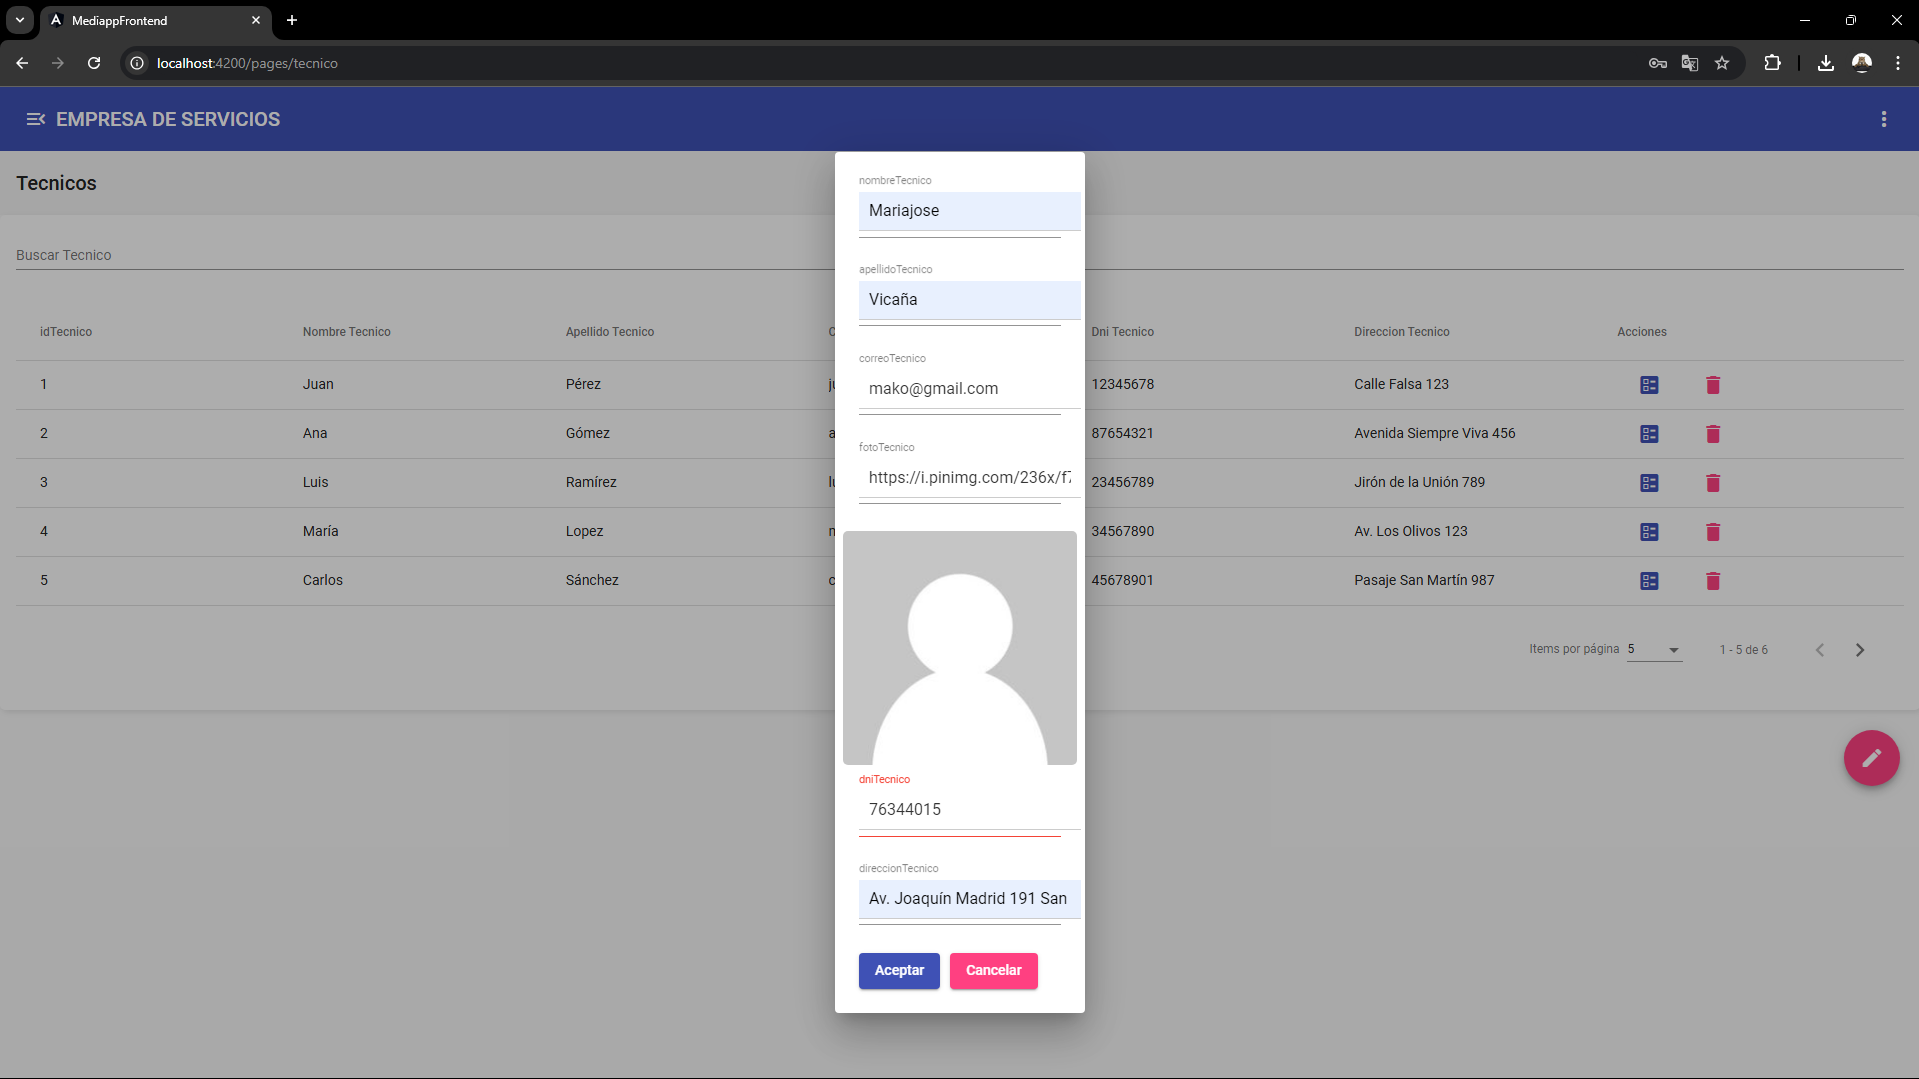 MediappFrontend
localhost:4200/pages/tecnico
EMPRESA DE SERVICIOS
Tecnicos
Buscar Tecnico
idTecnico Nombre Tecnico Apellido Tecnico Dni Tecnico Direccion Tecnico Acciones
1 Juan Pérez 12345678 Calle Falsa 123
2 Ana Gómez 87654321 Avenida Siempre Viva 456
3 Luis Ramírez 23456789 Jirón de la Unión 789
4 María Lopez 34567890 Av. Los Olivos 123
5 Carlos Sánchez 45678901 Pasaje San Martín 987
Items por página 5 1 - 5 de 6
nombreTecnico
Mariajose
apellidoTecnico
Vicaña
correoTecnico
mako@gmail.com
fotoTecnico
https://i.pinimg.com/236x/f7
dniTecnico
76344015
direccionTecnico
Av. Joaquín Madrid 191 San
Aceptar Cancelar